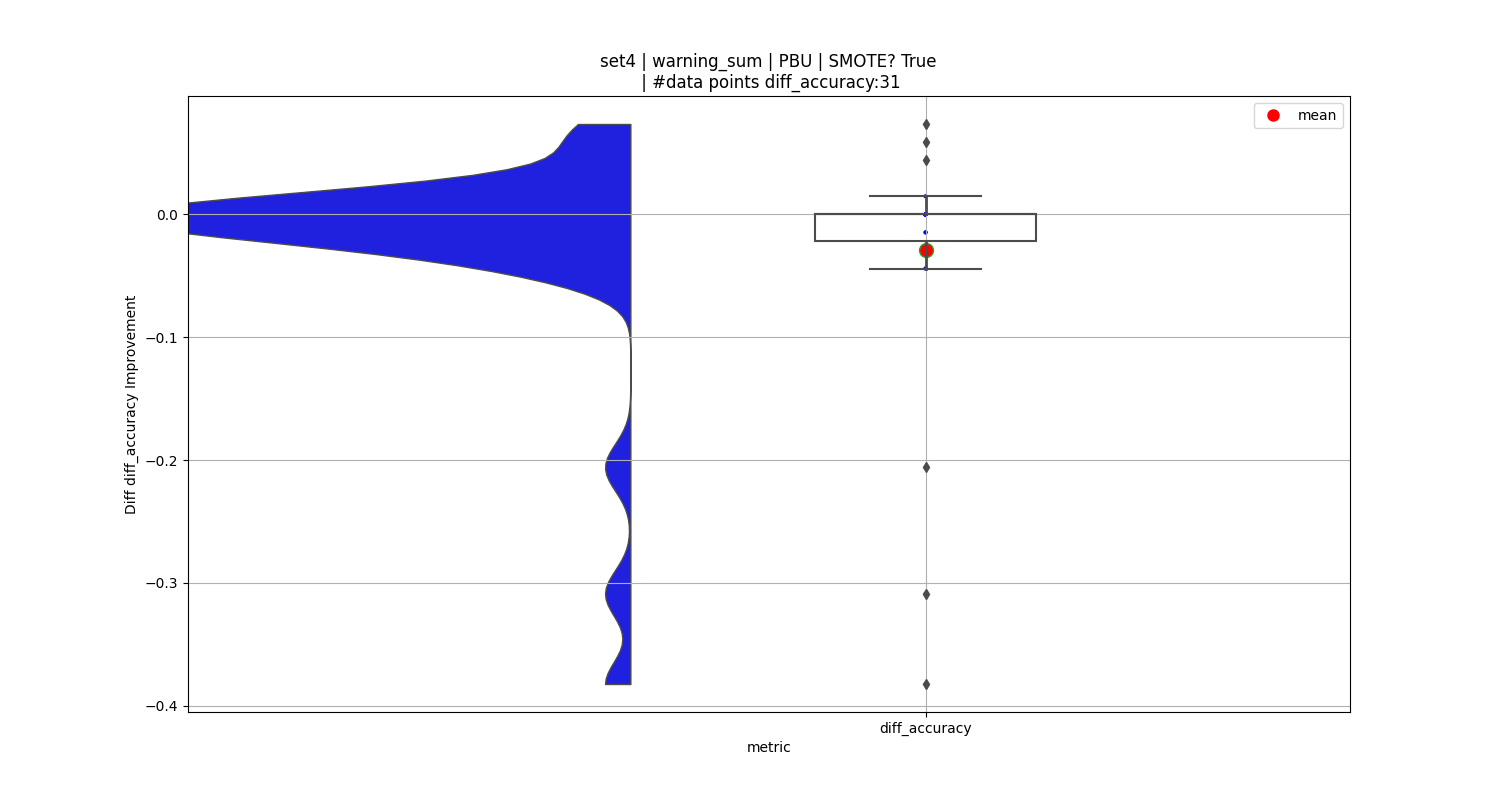 set4 | warning_sum | PBU | SMOTE? True
| #data points diff_accuracy:31
mean
0.0
−0.1
−0.2
−0.3
−0.4
Diff diff_accuracy Improvement
diff_accuracy
metric